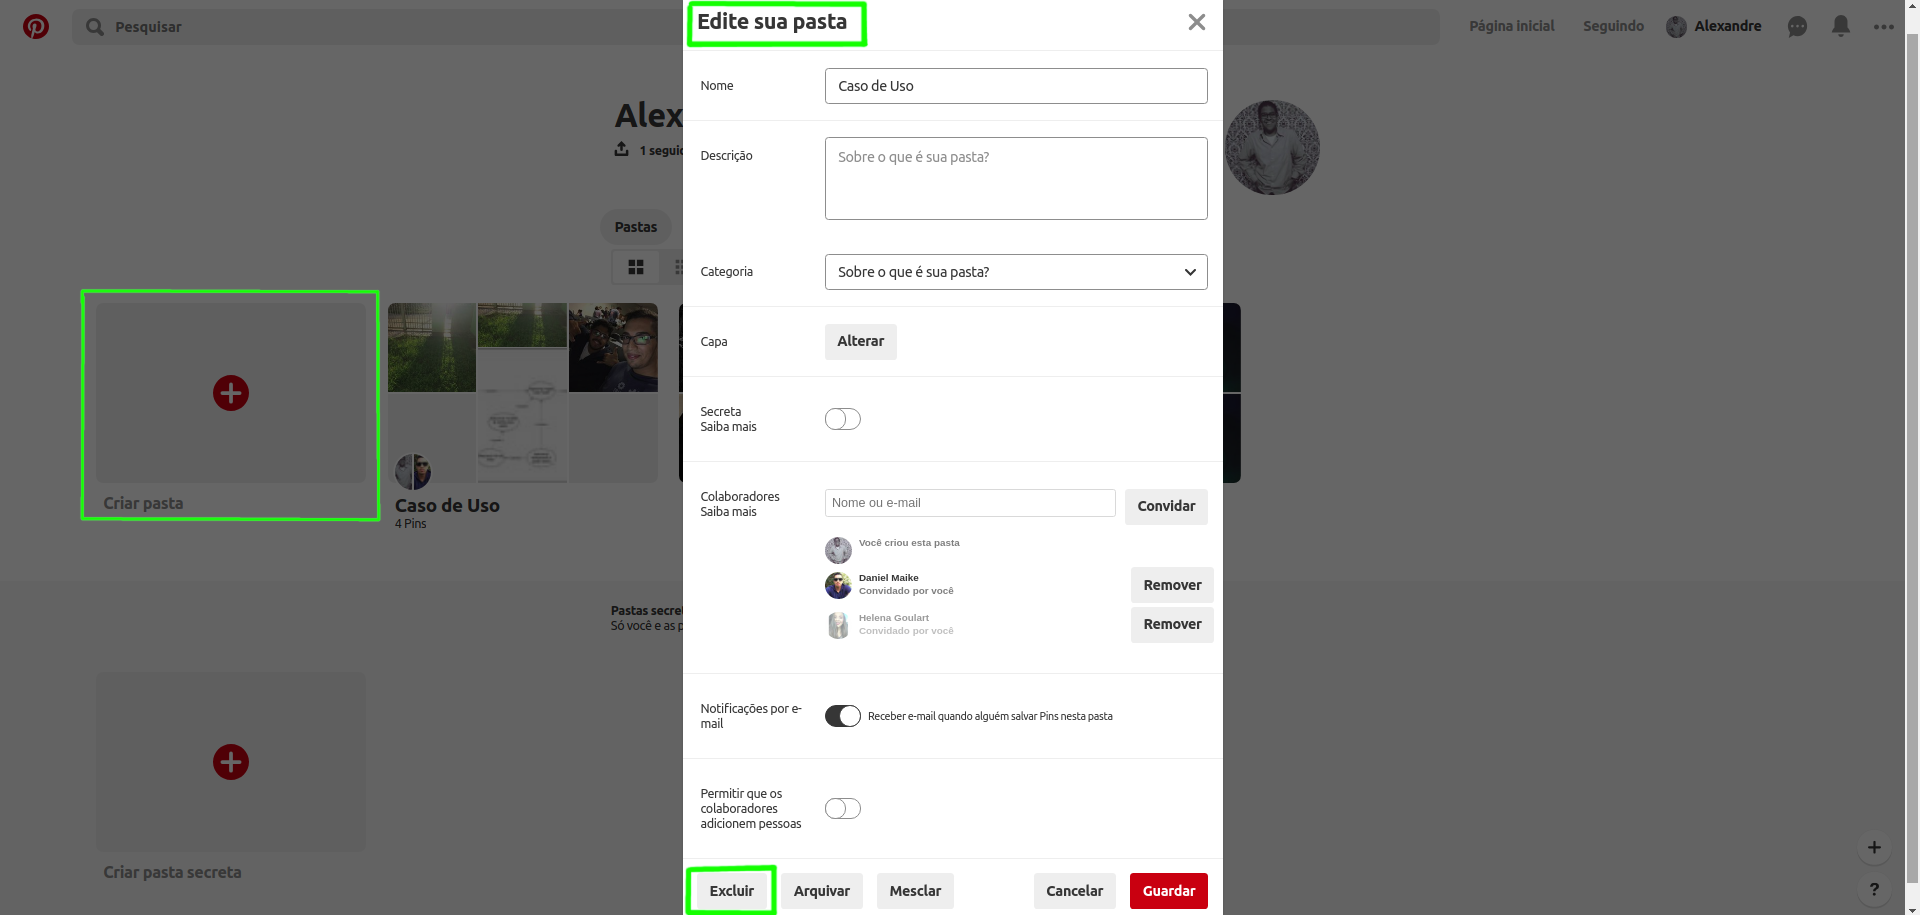 Pesquisar
Página inicial
Seguindo
Alexandre
Alex
1 seguid
Pastas
Criar pasta
Caso de Uso
4 Pins
Pastas secret
Só você e as p
Criar pasta secreta
Edite sua pasta
Nome
Caso de Uso
Descrição
Sobre o que é sua pasta?
Categoria
Sobre o que é sua pasta?
Capa
Alterar
Secreta
Saiba mais
Colaboradores
Saiba mais
Nome ou e-mail
Convidar
Você criou esta pasta
Daniel Maike
Convidado por você
Remover
Helena Goulart
Convidado por você
Remover
Notificações por e-
mail
Receber e-mail quando alguém salvar Pins nesta pasta
Permitir que os
colaboradores
adicionem pessoas
Excluir
Arquivar
Mesclar
Cancelar
Guardar
?